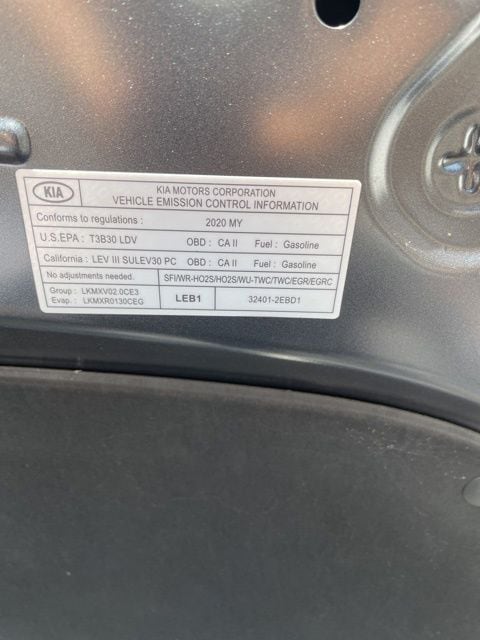 KIA
KIA MOTORS CORPORATION
VEHICLE EMISSION CONTROL INFORMATION
Conforms to regulations : 2020 MY
U.S.EPA : T3B30 LDV OBD : CA II Fuel : Gasoline
California : LEV III SULEV30 PC OBD : CA II Fuel : Gasoline
No adjustments needed. SFI/WR-HO2S/HO2S/WU-TWC/TWC/EGR/EGRC
Group : LKMXV02.0CE3
Evap. : LKMXR0130CEG
LEB1 32401-2EBD1